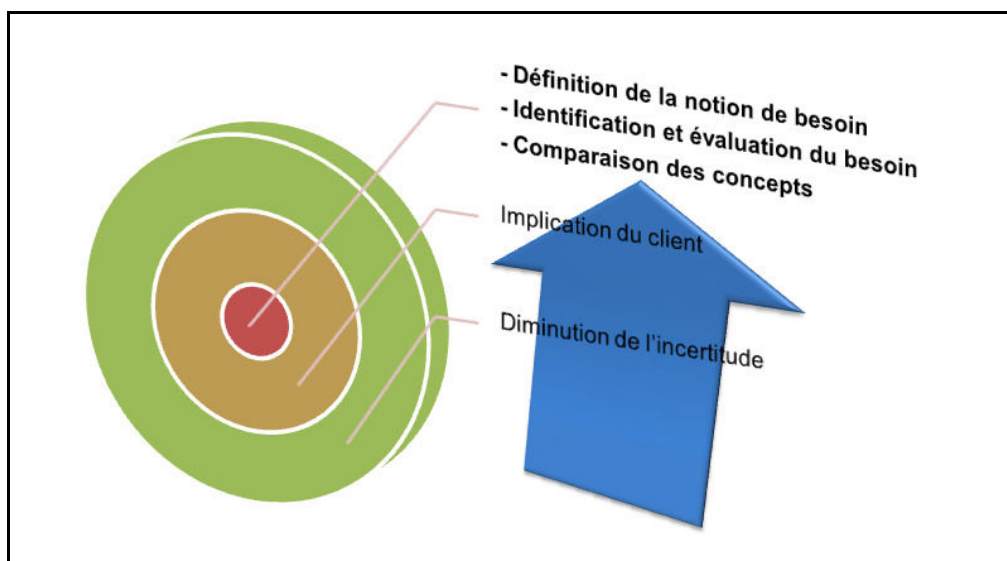 - Définition de la notion de besoin
- Identification et évaluation du besoin
- Comparaison des concepts
Implication du client
Diminution de l’incertitude